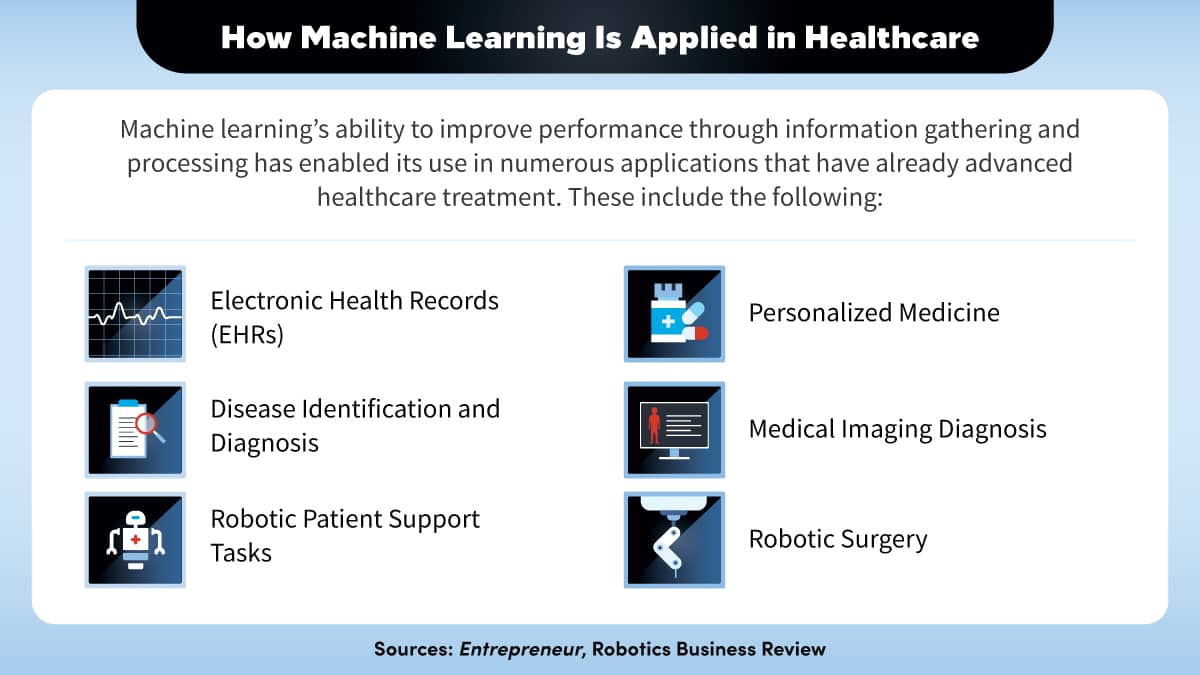 How Machine Learning Is Applied in Healthcare
Machine learning’s ability to improve performance through information gathering and
processing has enabled its use in numerous applications that have already advanced
healthcare treatment. These include the following:
Electronic Health Records
(EHRs)
Disease Identification and
Diagnosis
Robotic Patient Support
Tasks
Personalized Medicine
Medical Imaging Diagnosis
Robotic Surgery
Sources: Entrepreneur, Robotics Business Review